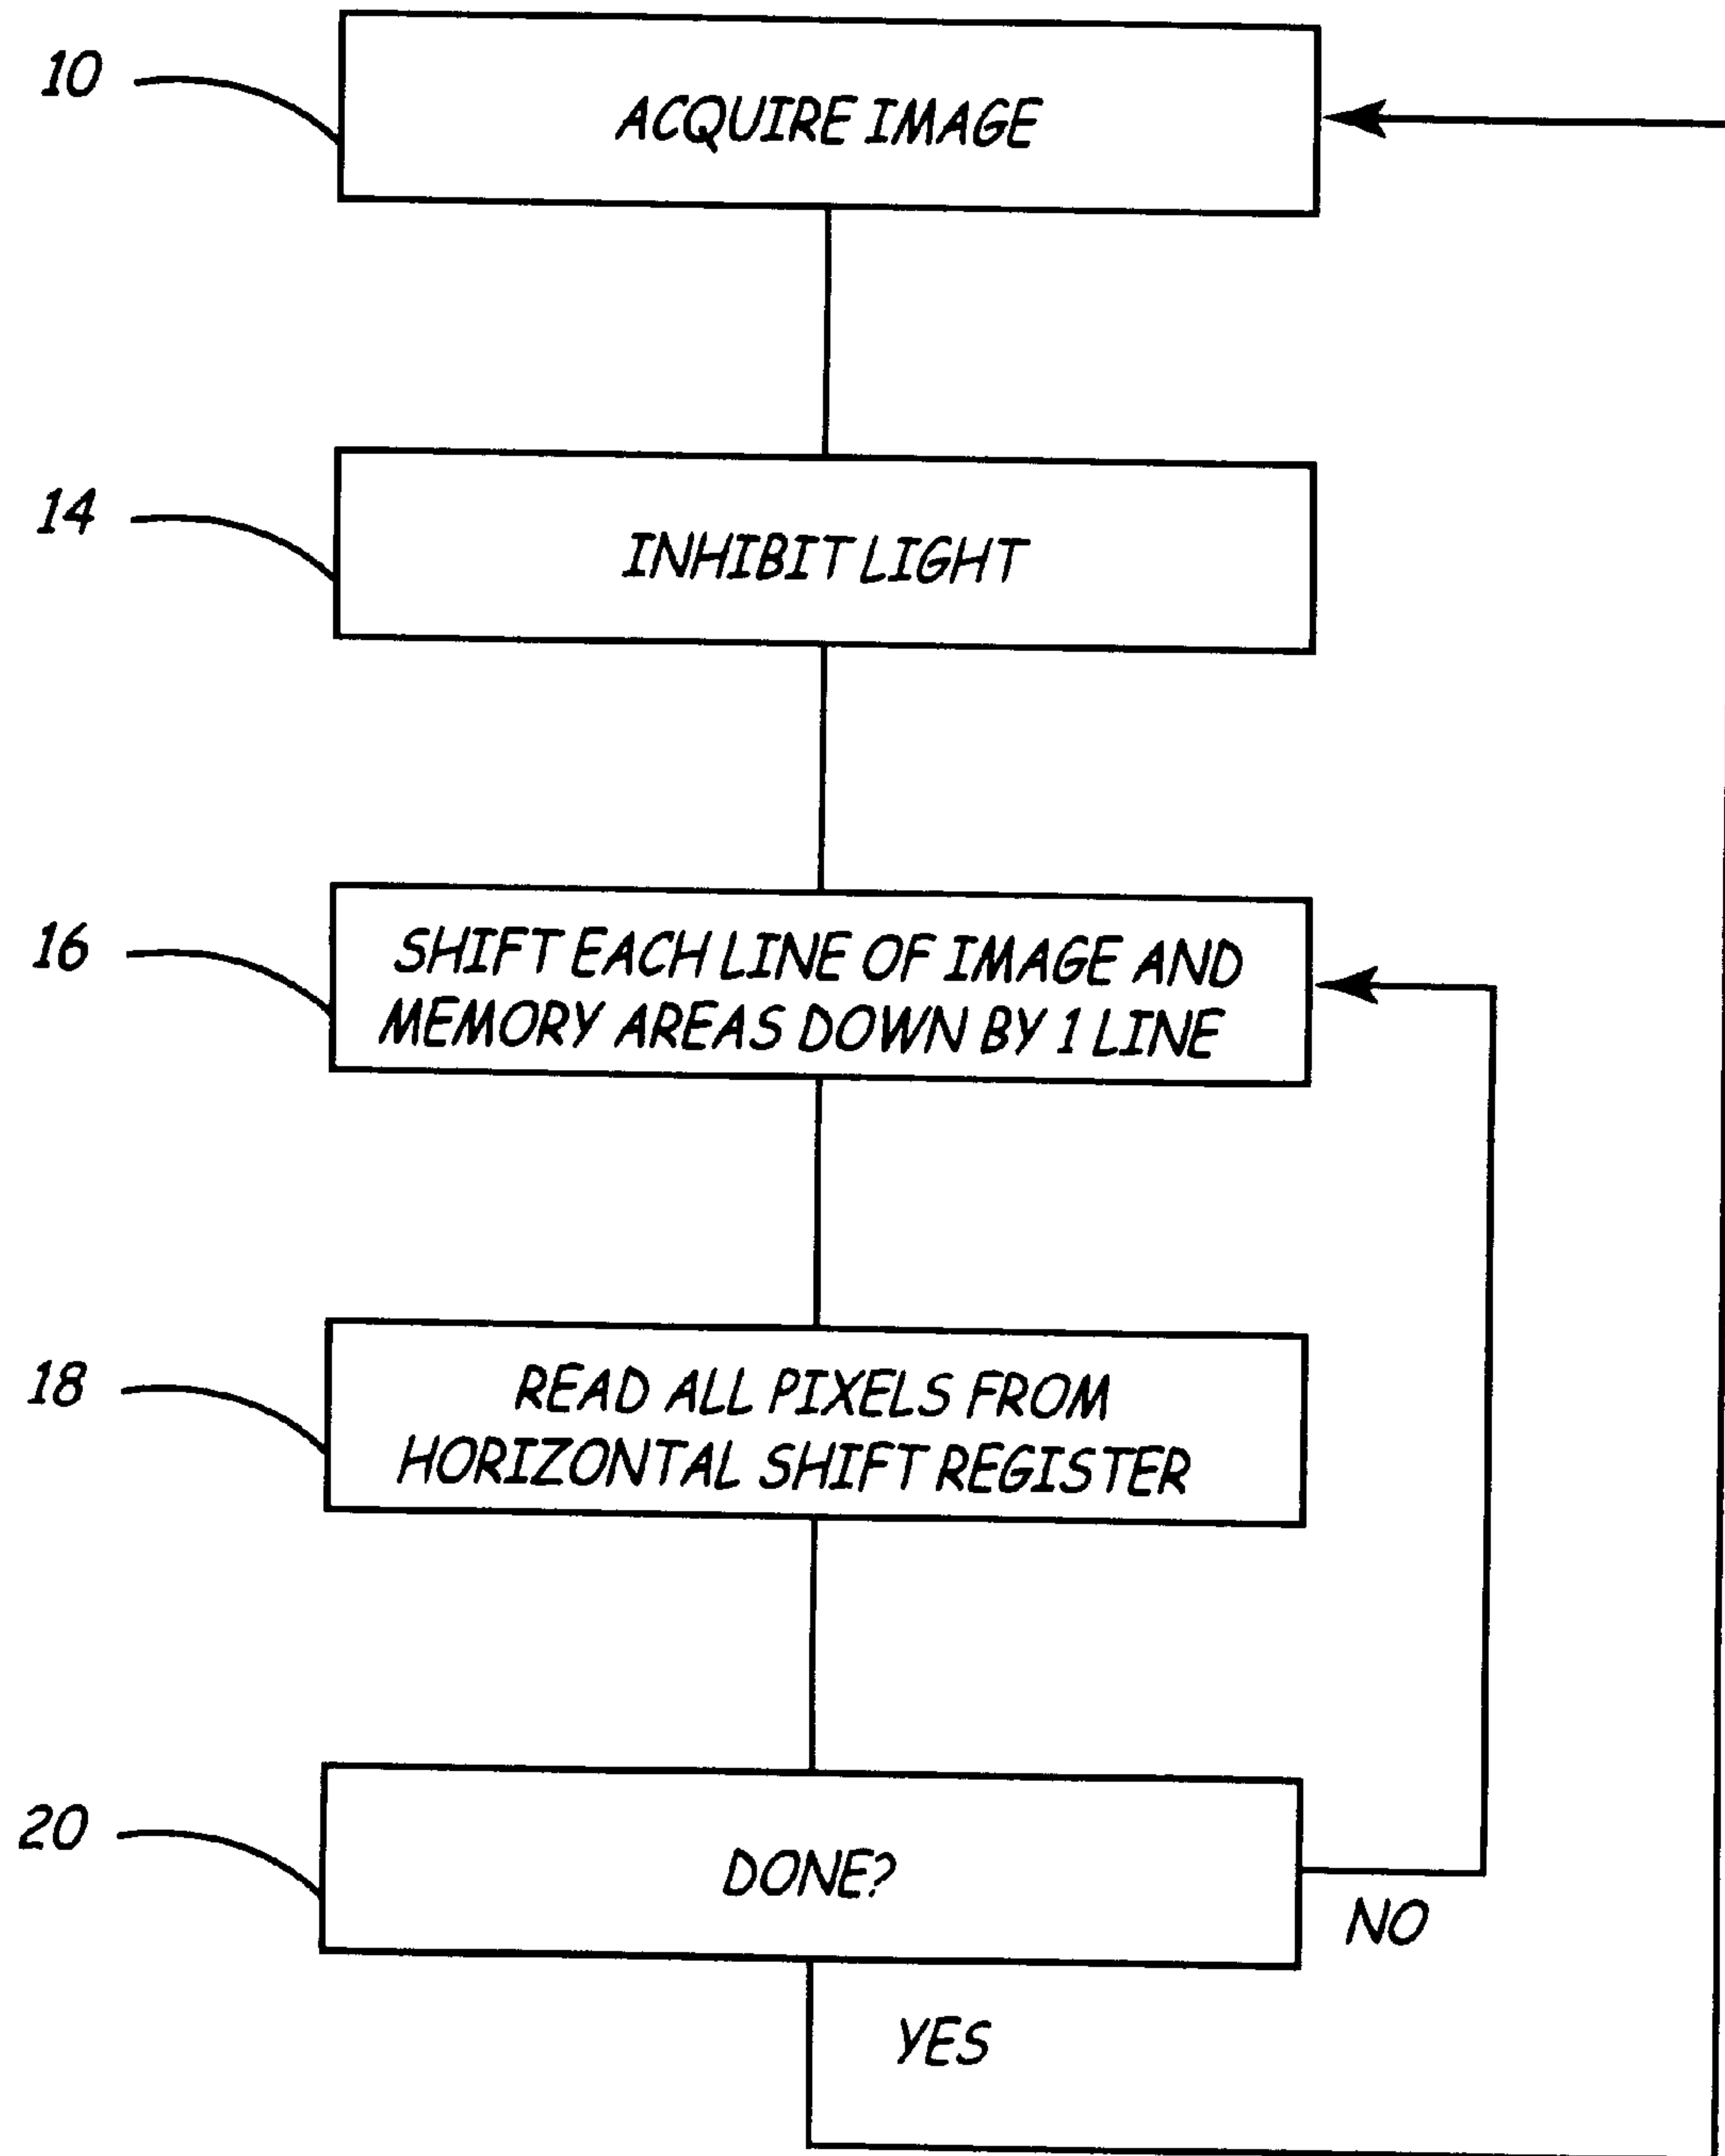 10
ACQUIRE IMAGE
14
INHIBIT LIGHT
16
SHIFT EACH LINE OF IMAGE AND
MEMORY AREAS DOWN BY 1 LINE
18
READ ALL PIXELS FROM
HORIZONTAL SHIFT REGISTER
20
DONE?
NO
YES